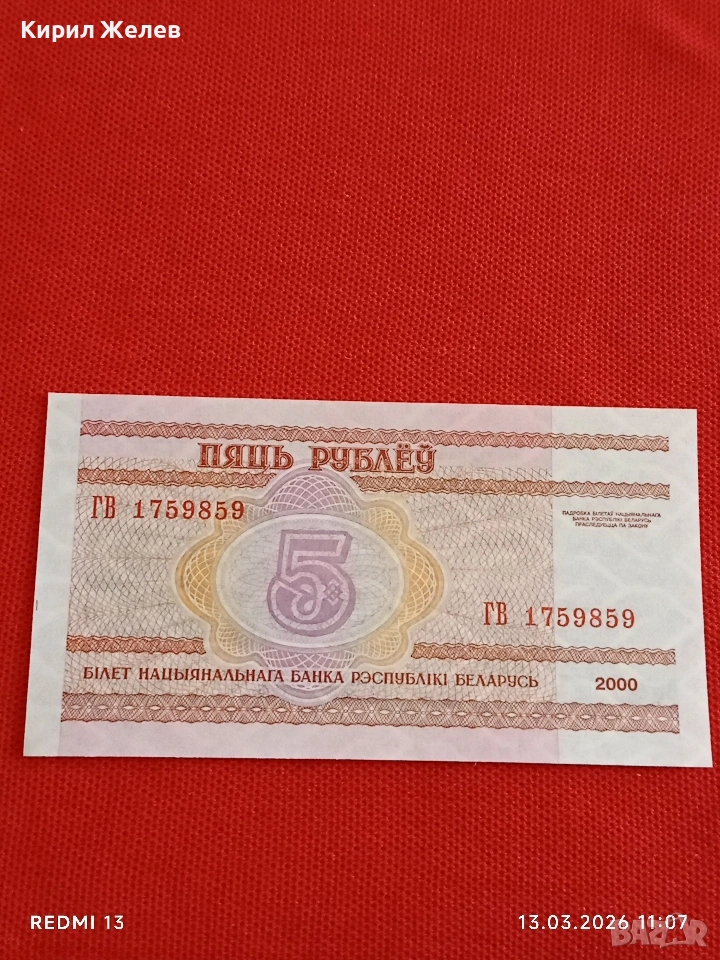 Кирил Желев
ПЯЦЬ РУБЛЁЎ
ГВ 1759859
ПАДРОБКА БІЛЕТАЎ НАЦЫЯНАЛЬНАГА
БАНКА РЭСПУБЛІКІ БЕЛАРУСЬ
ПРАСЛЕДУЕЦЦА ПА ЗАКОНУ
5
ГВ 1759859
БІЛЕТ НАЦЫЯНАЛЬНАГА БАНКА РЭСПУБЛІКІ БЕЛАРУСЬ 2000
REDMI 13 13.03.2026 11:07
BAZAR